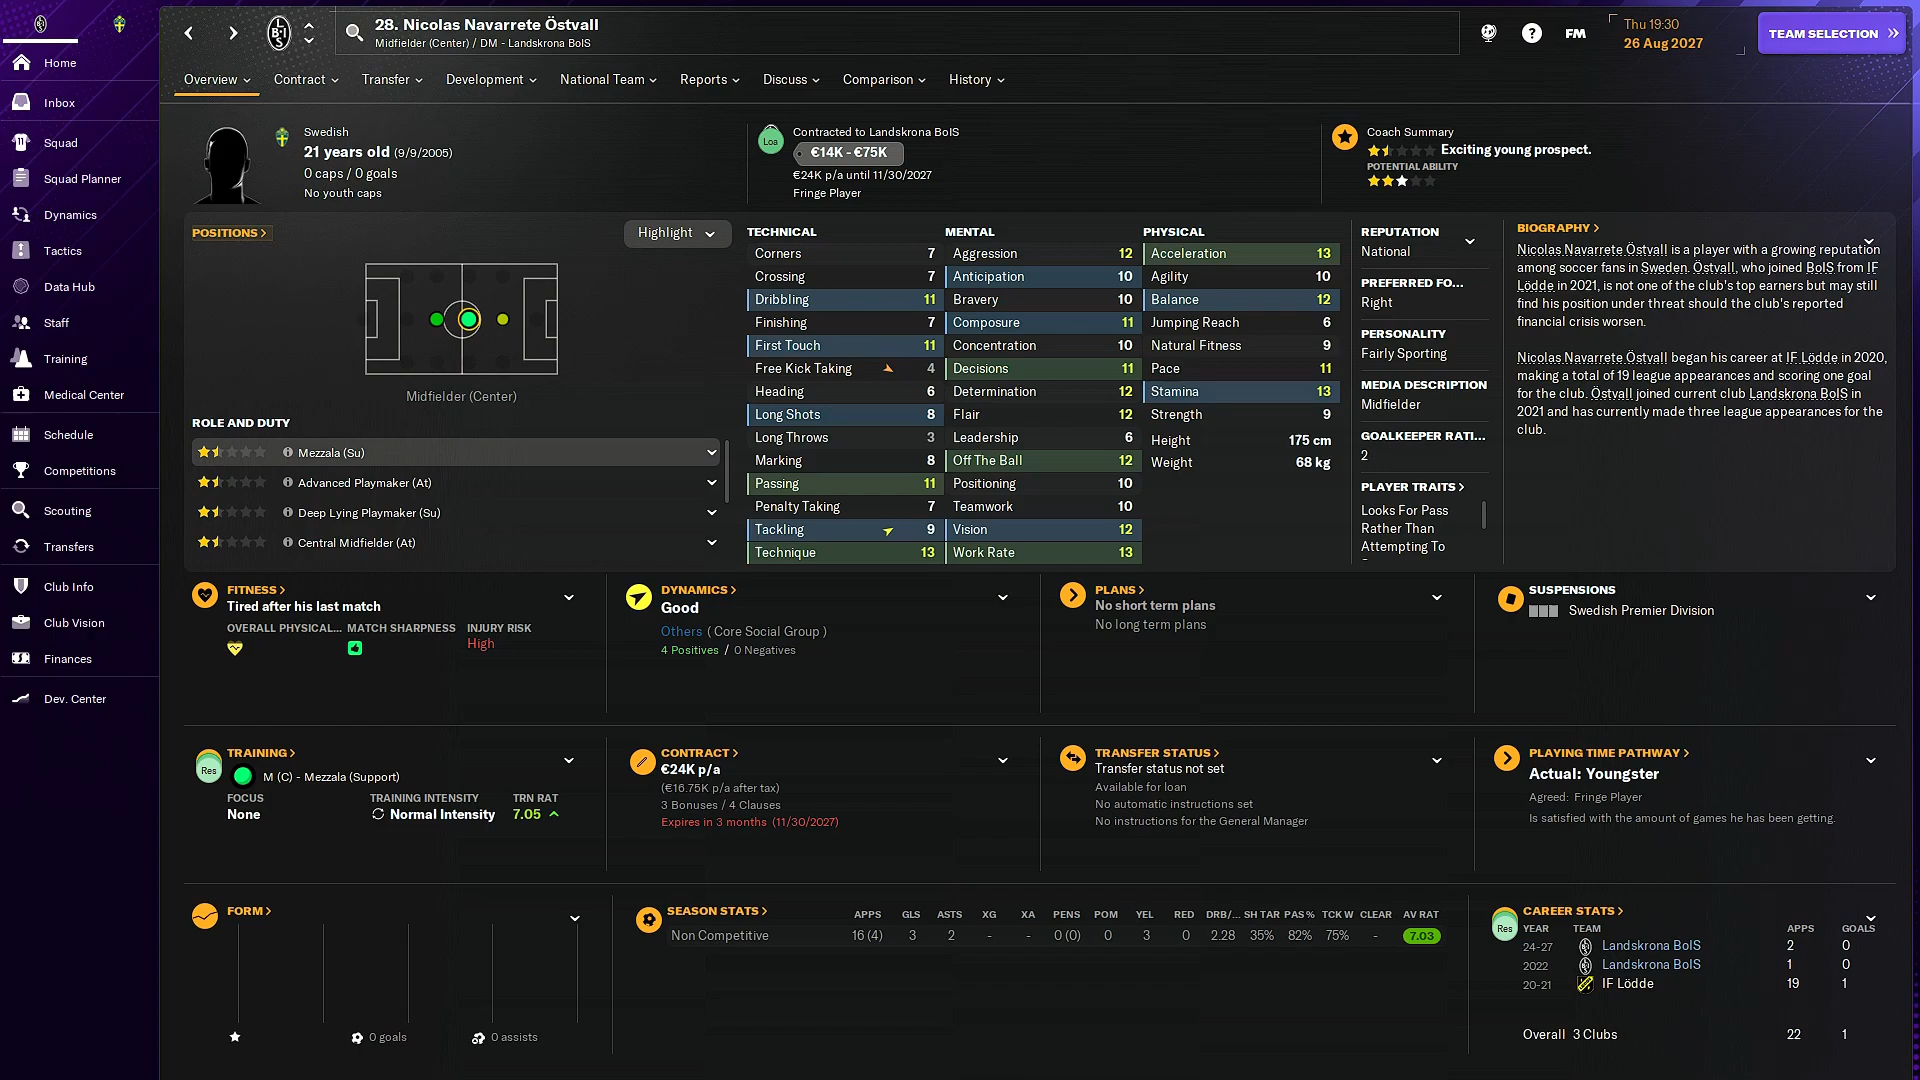 28. Nicolas Navarrete Östvall
Midfielder (Center) / DM - Landskrona BoIS
FM
Thu 19:30
26 Aug 2027
TEAM SELECTION
Home
Inbox
Squad
Squad Planner
Dynamics
Tactics
Data Hub
Staff
Training
Medical Center
Schedule
Competitions
Scouting
Transfers
Club Info
Club Vision
Finances
Dev. Center
Overview
Contract
Transfer
Development
National Team
Reports
Discuss
Comparison
History
Swedish
21 years old (9/9/2005)
0 caps / 0 goals
No youth caps
Loa
Contracted to Landskrona BoIS
€14K - €75K
€24K p/a until 11/30/2027
Fringe Player
Coach Summary
Exciting young prospect.
POTENTIAL ABILITY
POSITIONS >
Highlight
Midfielder (Center)
ROLE AND DUTY
Mezzala (Su)
Advanced Playmaker (At)
Deep Lying Playmaker (Su)
Central Midfielder (At)
TECHNICAL
Corners 7
Crossing 7
Dribbling 11
Finishing 7
First Touch 11
Free Kick Taking 4
Heading 6
Long Shots 8
Long Throws 3
Marking 8
Passing 11
Penalty Taking 7
Tackling 9
Technique 13
MENTAL
Aggression 12
Anticipation 10
Bravery 10
Composure 11
Concentration 10
Decisions 11
Determination 12
Flair 12
Leadership 6
Off The Ball 12
Positioning 10
Teamwork 10
Vision 12
Work Rate 13
PHYSICAL
Acceleration 13
Agility 10
Balance 12
Jumping Reach 6
Natural Fitness 9
Pace 11
Stamina 13
Strength 9
Height 175 cm
Weight 68 kg
REPUTATION
National
PREFERRED FO...
Right
PERSONALITY
Fairly Sporting
MEDIA DESCRIPTION
Midfielder
GOALKEEPER RATI...
2
PLAYER TRAITS >
Looks For Pass
Rather Than
Attempting To
BIOGRAPHY >
Nicolas Navarrete Östvall is a player with a growing reputation
among soccer fans in Sweden. Östvall, who joined BoIS from IF
Lödde in 2021, is not one of the club's top earners but may still
find his position under threat should the club's reported
financial crisis worsen.
Nicolas Navarrete Östvall began his career at IF Lödde in 2020,
making a total of 19 league appearances and scoring one goal
for the club. Östvall joined current club Landskrona BoIS in
2021 and has currently made three league appearances for the
club.
FITNESS >
Tired after his last match
OVERALL PHYSICAL... MATCH SHARPNESS INJURY RISK
High
DYNAMICS >
Good
Others ( Core Social Group )
4 Positives / 0 Negatives
PLANS >
No short term plans
No long term plans
SUSPENSIONS
Swedish Premier Division
Res
TRAINING >
M (C) - Mezzala (Support)
FOCUS TRAINING INTENSITY TRN RAT
None Normal Intensity 7.05
CONTRACT >
€24K p/a
(€16.75K p/a after tax)
3 Bonuses / 4 Clauses
Expires in 3 months (11/30/2027)
TRANSFER STATUS >
Transfer status not set
Available for loan
No automatic instructions set
No instructions for the General Manager
PLAYING TIME PATHWAY >
Actual: Youngster
Agreed: Fringe Player
Is satisfied with the amount of games he has been getting.
FORM >
0 goals
0 assists
SEASON STATS > APPS GLS ASTS XG XA PENS POM YEL RED DRB/... SH TAR PAS % TCK W CLEAR AV RAT
Non Competitive 16 (4) 3 2 - - 0 (0) 0 3 0 2.28 35% 82% 75% - 7.03
Res
CAREER STATS >
YEAR TEAM APPS GOALS
24-27 Landskrona BoIS 2 0
2022 Landskrona BoIS 1 0
20-21 IF Lödde 19 1
Overall 3 Clubs 22 1